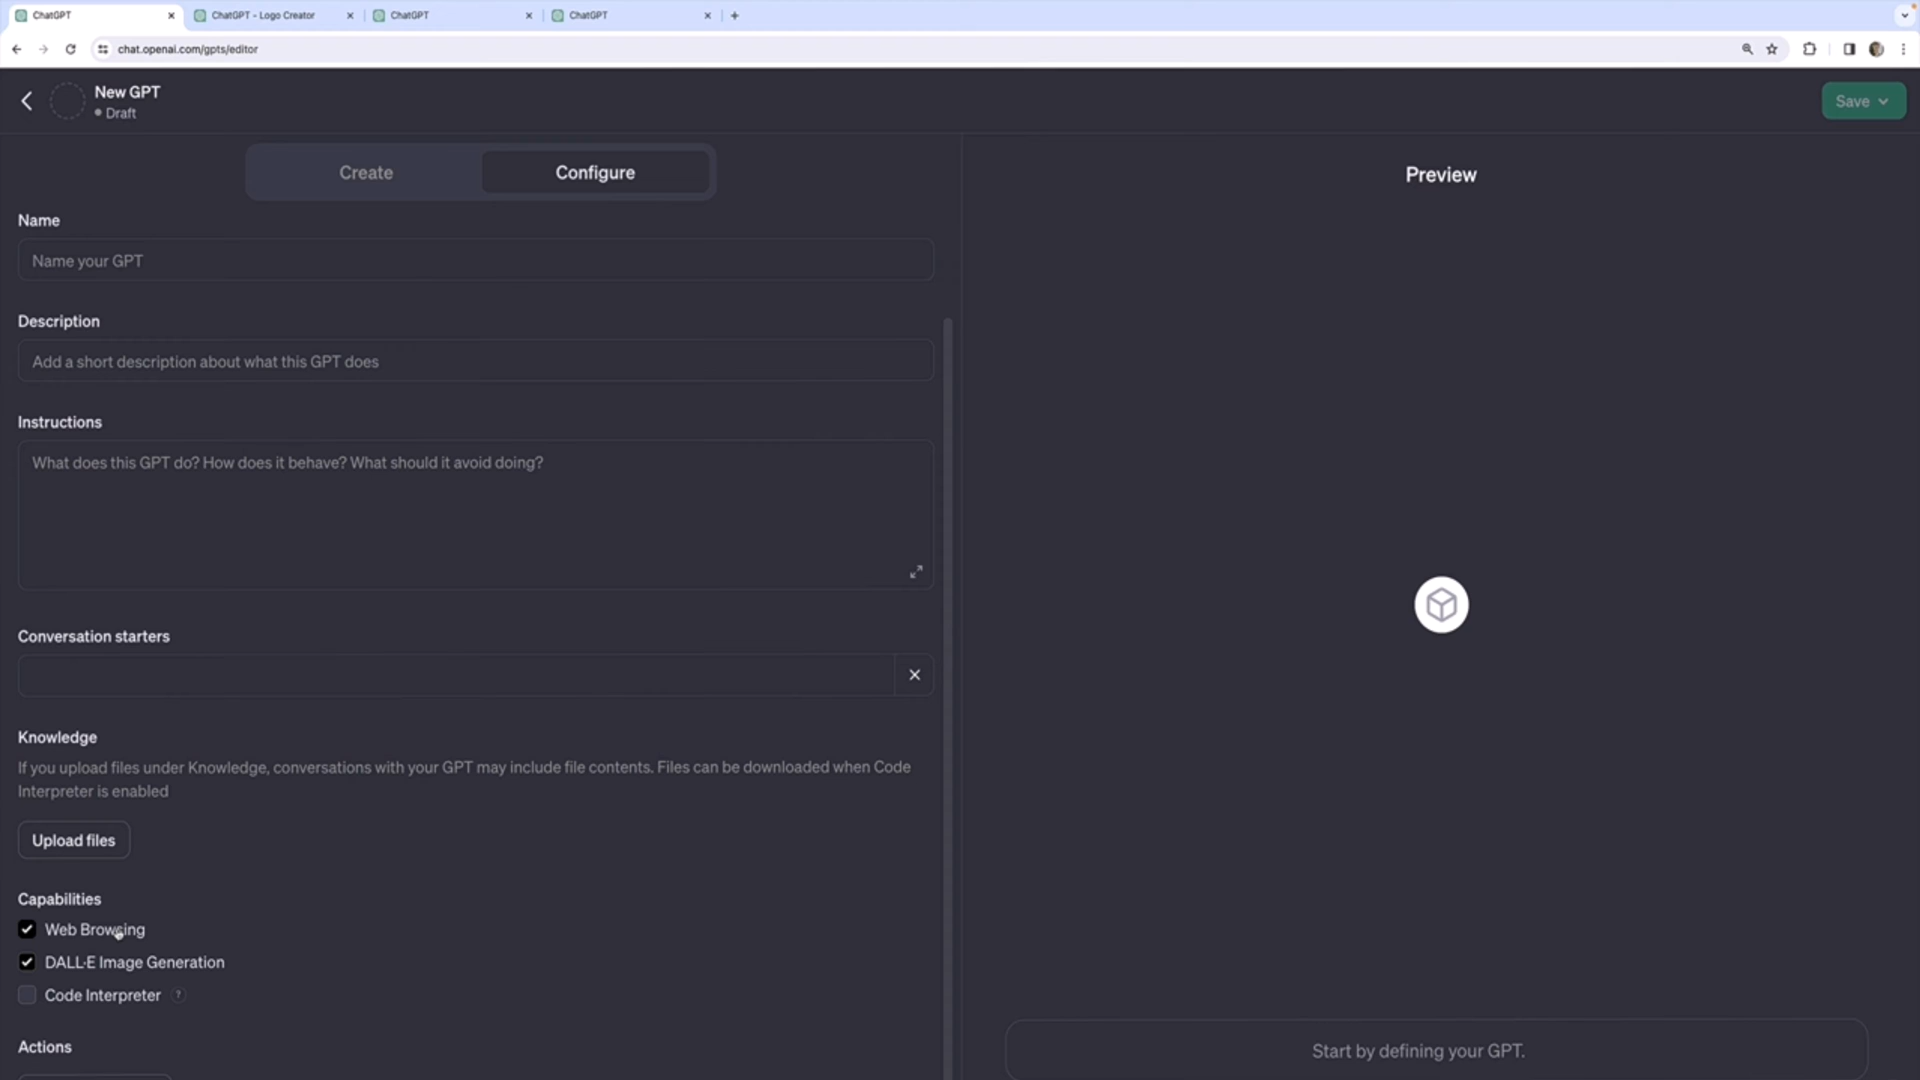 ChatGPT
ChatGPT - Logo Creator
ChatGPT
ChatGPT
chat.openai.com/gpts/editor
New GPT
Draft
Save
Create
Configure
Preview
Name
Name your GPT
Description
Add a short description about what this GPT does
Instructions
What does this GPT do? How does it behave? What should it avoid doing?
Conversation starters
Knowledge
If you upload files under Knowledge, conversations with your GPT may include file contents. Files can be downloaded when Code
Interpreter is enabled
Upload files
Capabilities
Web Browsing
DALL·E Image Generation
Code Interpreter ?
Actions
Start by defining your GPT.